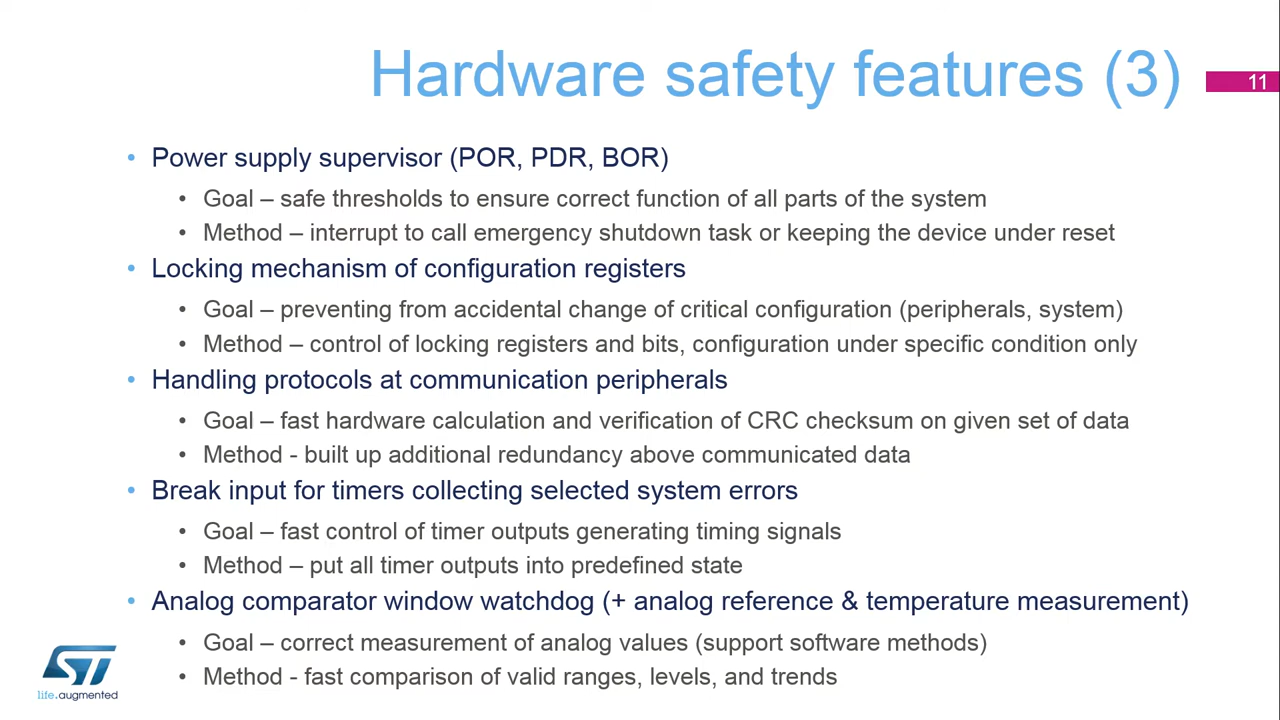 Hardware safety features (3)
11
• Power supply supervisor (POR, PDR, BOR)
• Goal – safe thresholds to ensure correct function of all parts of the system
• Method – interrupt to call emergency shutdown task or keeping the device under reset
• Locking mechanism of configuration registers
• Goal – preventing from accidental change of critical configuration (peripherals, system)
• Method – control of locking registers and bits, configuration under specific condition only
• Handling protocols at communication peripherals
• Goal – fast hardware calculation and verification of CRC checksum on given set of data
• Method - built up additional redundancy above communicated data
• Break input for timers collecting selected system errors
• Goal – fast control of timer outputs generating timing signals
• Method – put all timer outputs into predefined state
• Analog comparator window watchdog (+ analog reference & temperature measurement)
• Goal – correct measurement of analog values (support software methods)
• Method - fast comparison of valid ranges, levels, and trends
ST
life.augmented